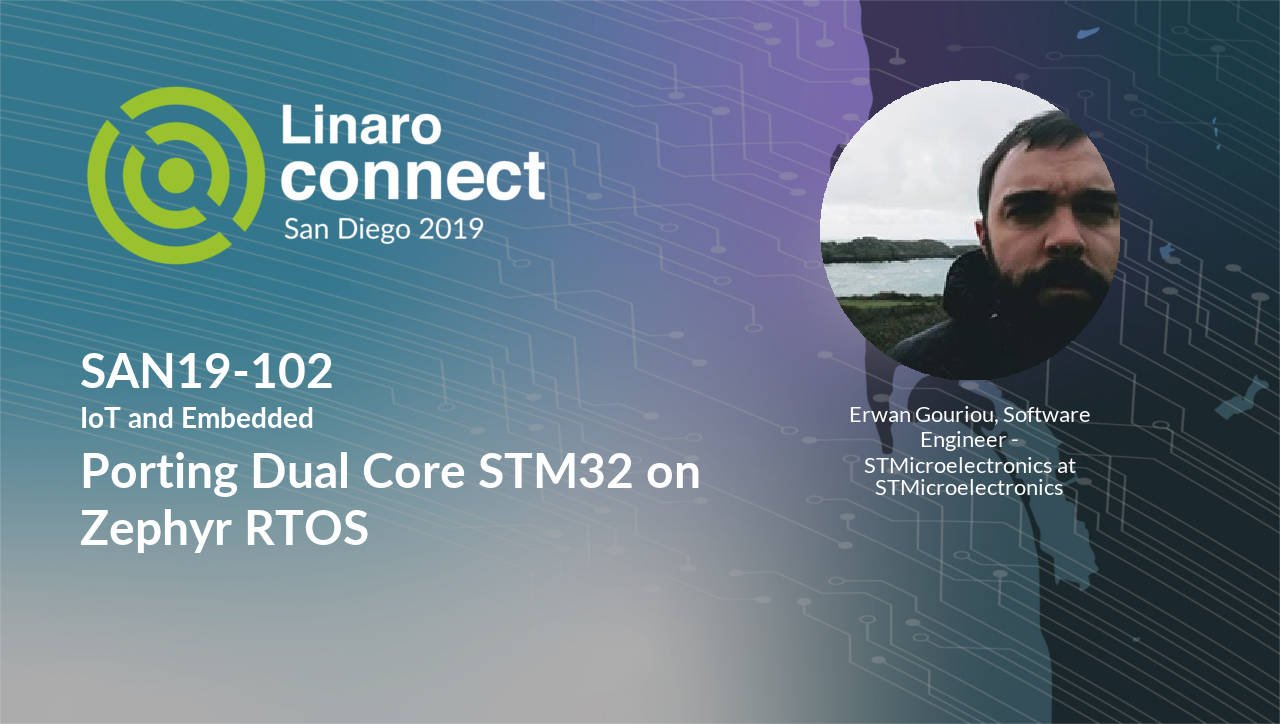 Linaro
connect
San Diego 2019
SAN19-102
IoT and Embedded
Porting Dual Core STM32 on
Zephyr RTOS
Erwan Gouriou, Software
Engineer -
STMicroelectronics at
STMicroelectronics